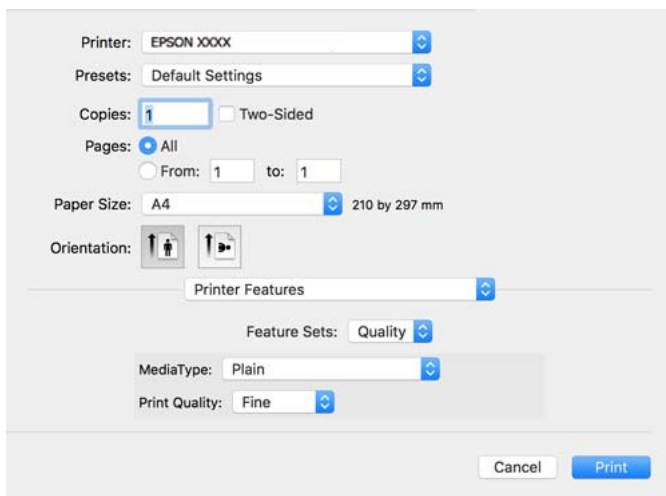 Printer: EPSON XXXX
Presets: Default Settings
Copies: 1 Two-Sided
Pages: All
From: 1 to: 1
Paper Size: A4 210 by 297 mm
Orientation:
Printer Features
Feature Sets: Quality
MediaType: Plain
Print Quality: Fine
Cancel Print